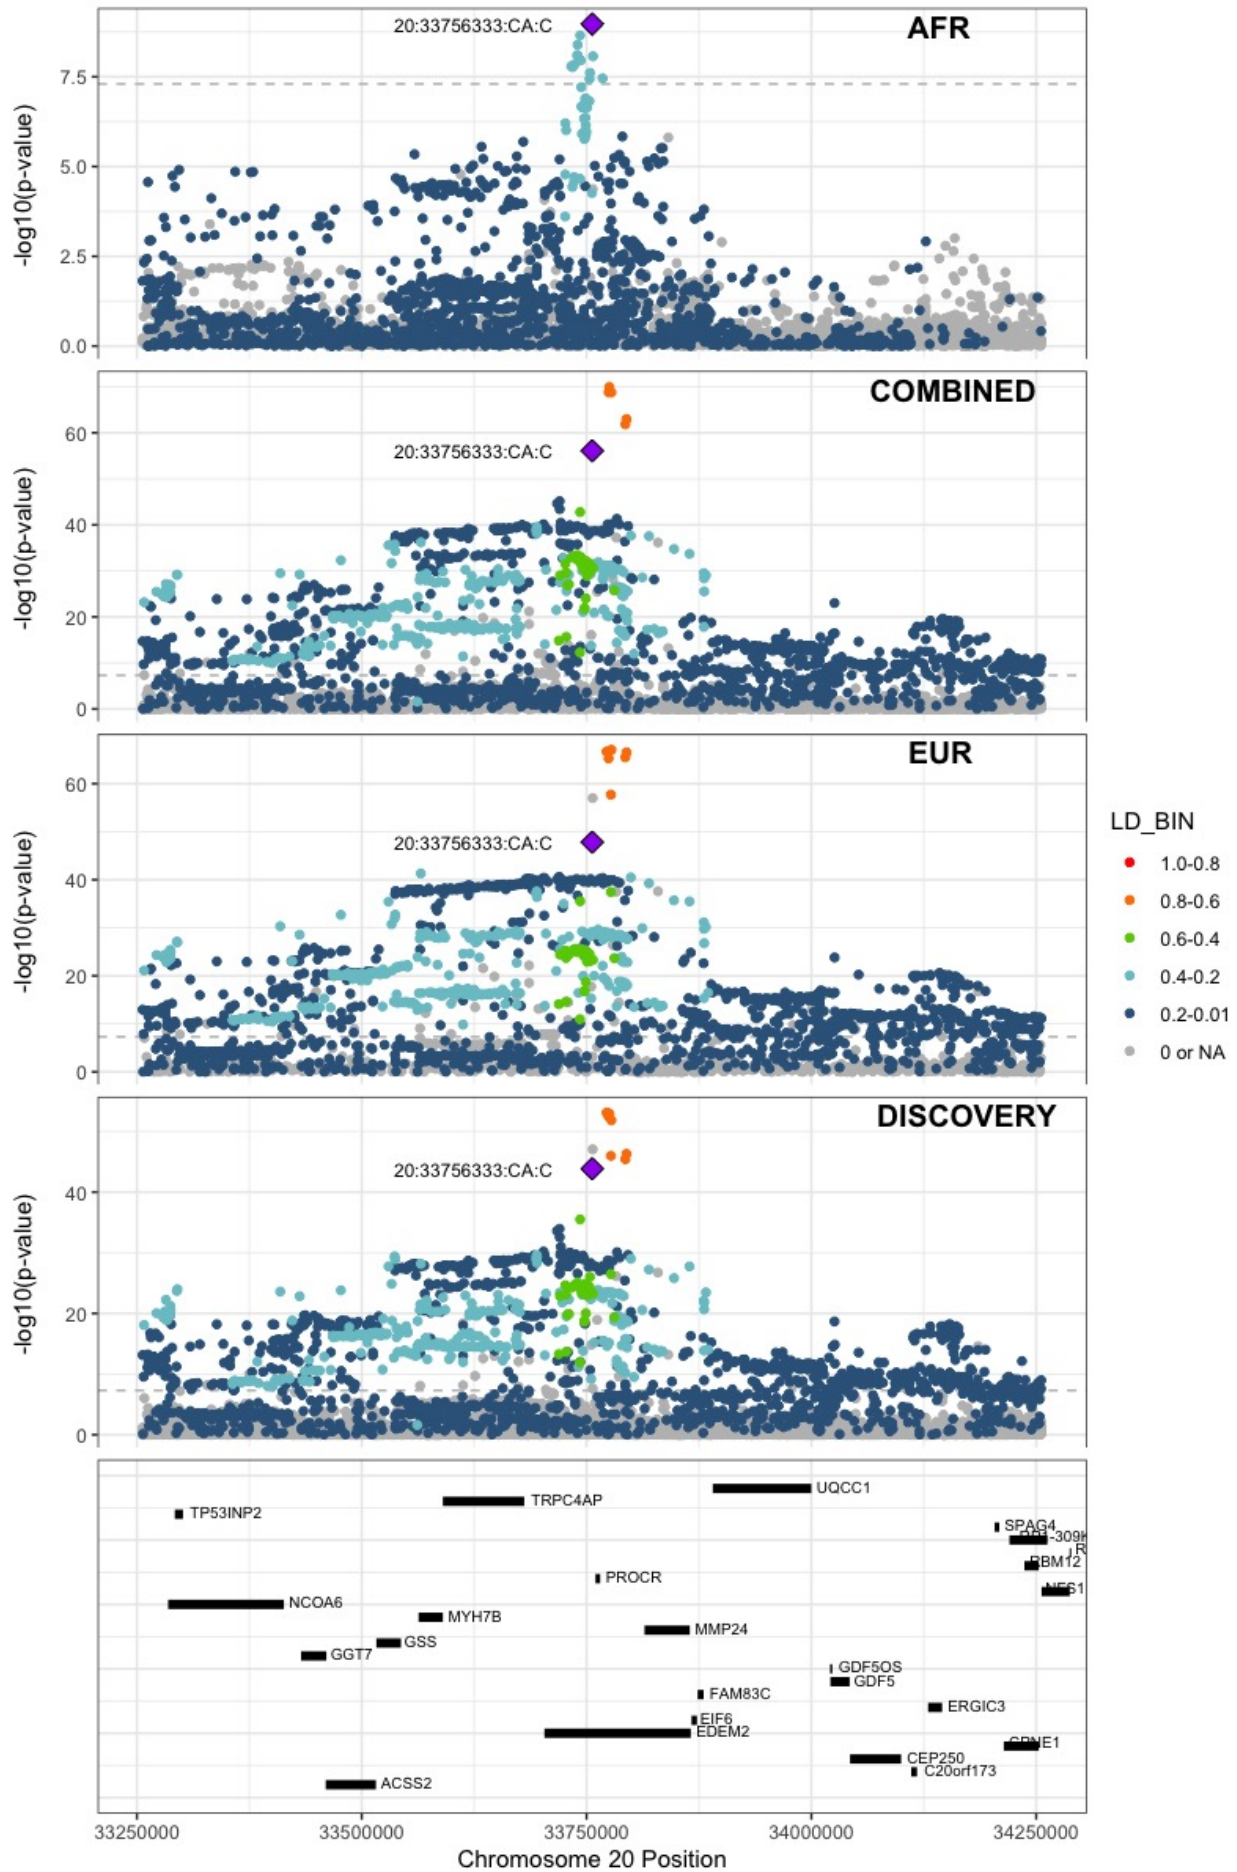 AFR
20:33756333:CA:C
7.5
5.0
2.5
0.0
-log10(p-value)
COMBINED
20:33756333:CA:C
60
40
20
0
-log10(p-value)
EUR
20:33756333:CA:C
60
40
20
0
-log10(p-value)
LD_BIN
1.0-0.8
0.8-0.6
0.6-0.4
0.4-0.2
0.2-0.01
0 or NA
DISCOVERY
20:33756333:CA:C
40
20
0
-log10(p-value)
UQCC1
TRPC4AP
TP53INP2
SPAG4
R
RBM12
PROCR
NCOA6
MYH7B
MMP24
GSS
GGT7
GDF5OS
GDF5
FAM83C
ERGIC3
EIF6
EDEM2
CPNE1
CEP250
C20orf173
ACSS2
33250000 33500000 33750000 34000000 34250000
Chromosome 20 Position